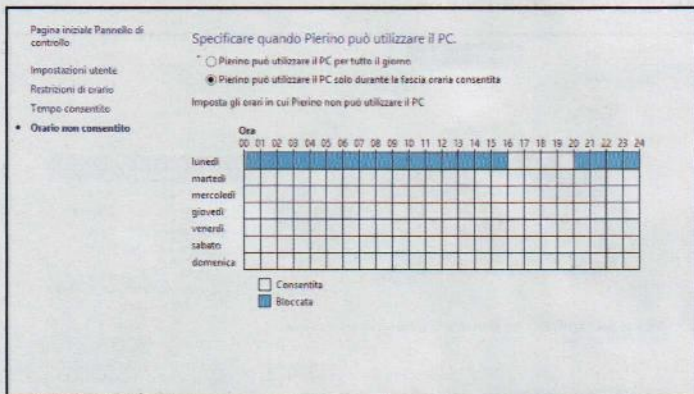 Pagina iniziale Pannello di
controllo
Impostazioni utente
Restrizioni di orario
Tempo consentito
Orario non consentito
Specificare quando Pierino può utilizzare il PC.
Pierino può utilizzare il PC per tutto il giorno
Pierino può utilizzare il PC solo durante la fascia oraria consentita
Imposta gli orari in cui Pierino non può utilizzare il PC
Ora
00 01 02 03 04 05 06 07 08 09 10 11 12 13 14 15 16 17 18 19 20 21 22 23 24
lunedì
martedì
mercoledì
giovedì
venerdì
sabato
domenica
Consentita
Bloccata